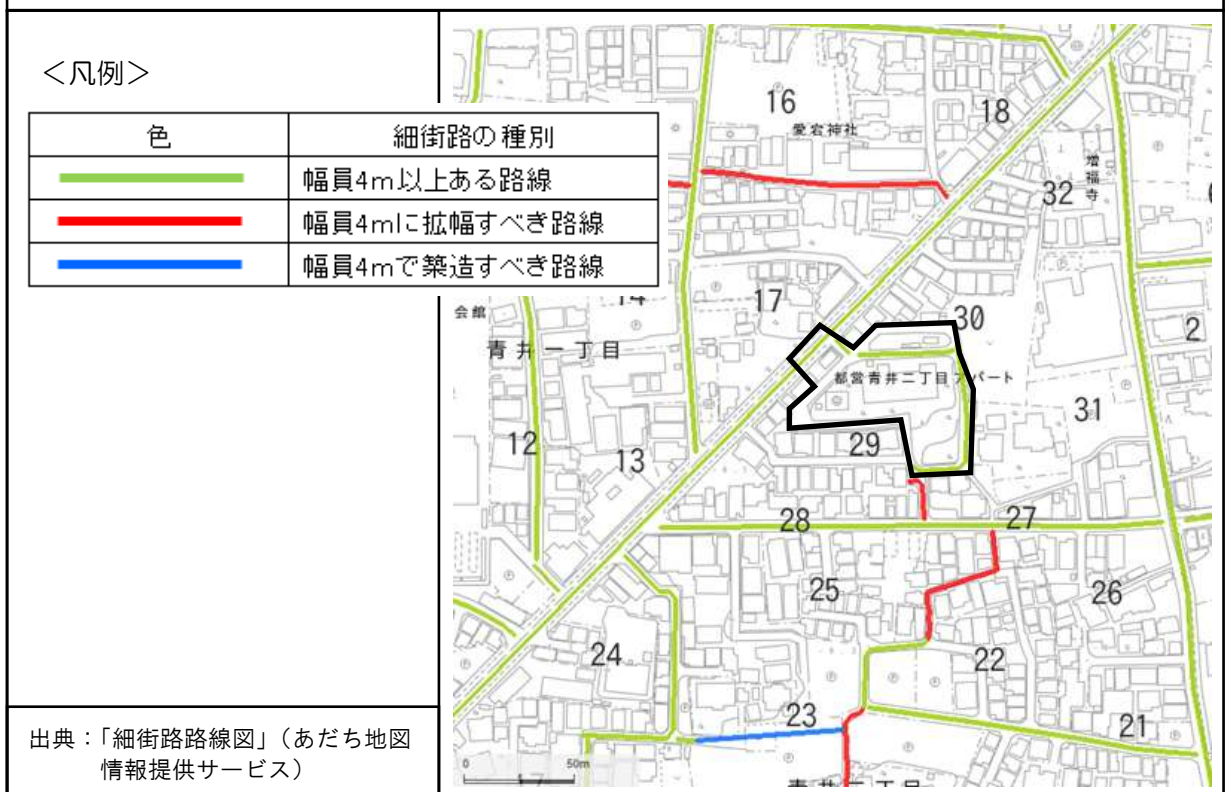 ＜凡例＞
色
細街路の種別
幅員4m以上ある路線
幅員4mに拡幅すべき路線
幅員4mで築造すべき路線
出典：「細街路路線図」（あだち地図
情報提供サービス）
16
愛宕神社
18
増福寺
32
17
14
会館
青井一丁目
30
都営青井二丁目アパート
2
31
12
13
29
28
27
25
26
24
22
23
21
0
50m